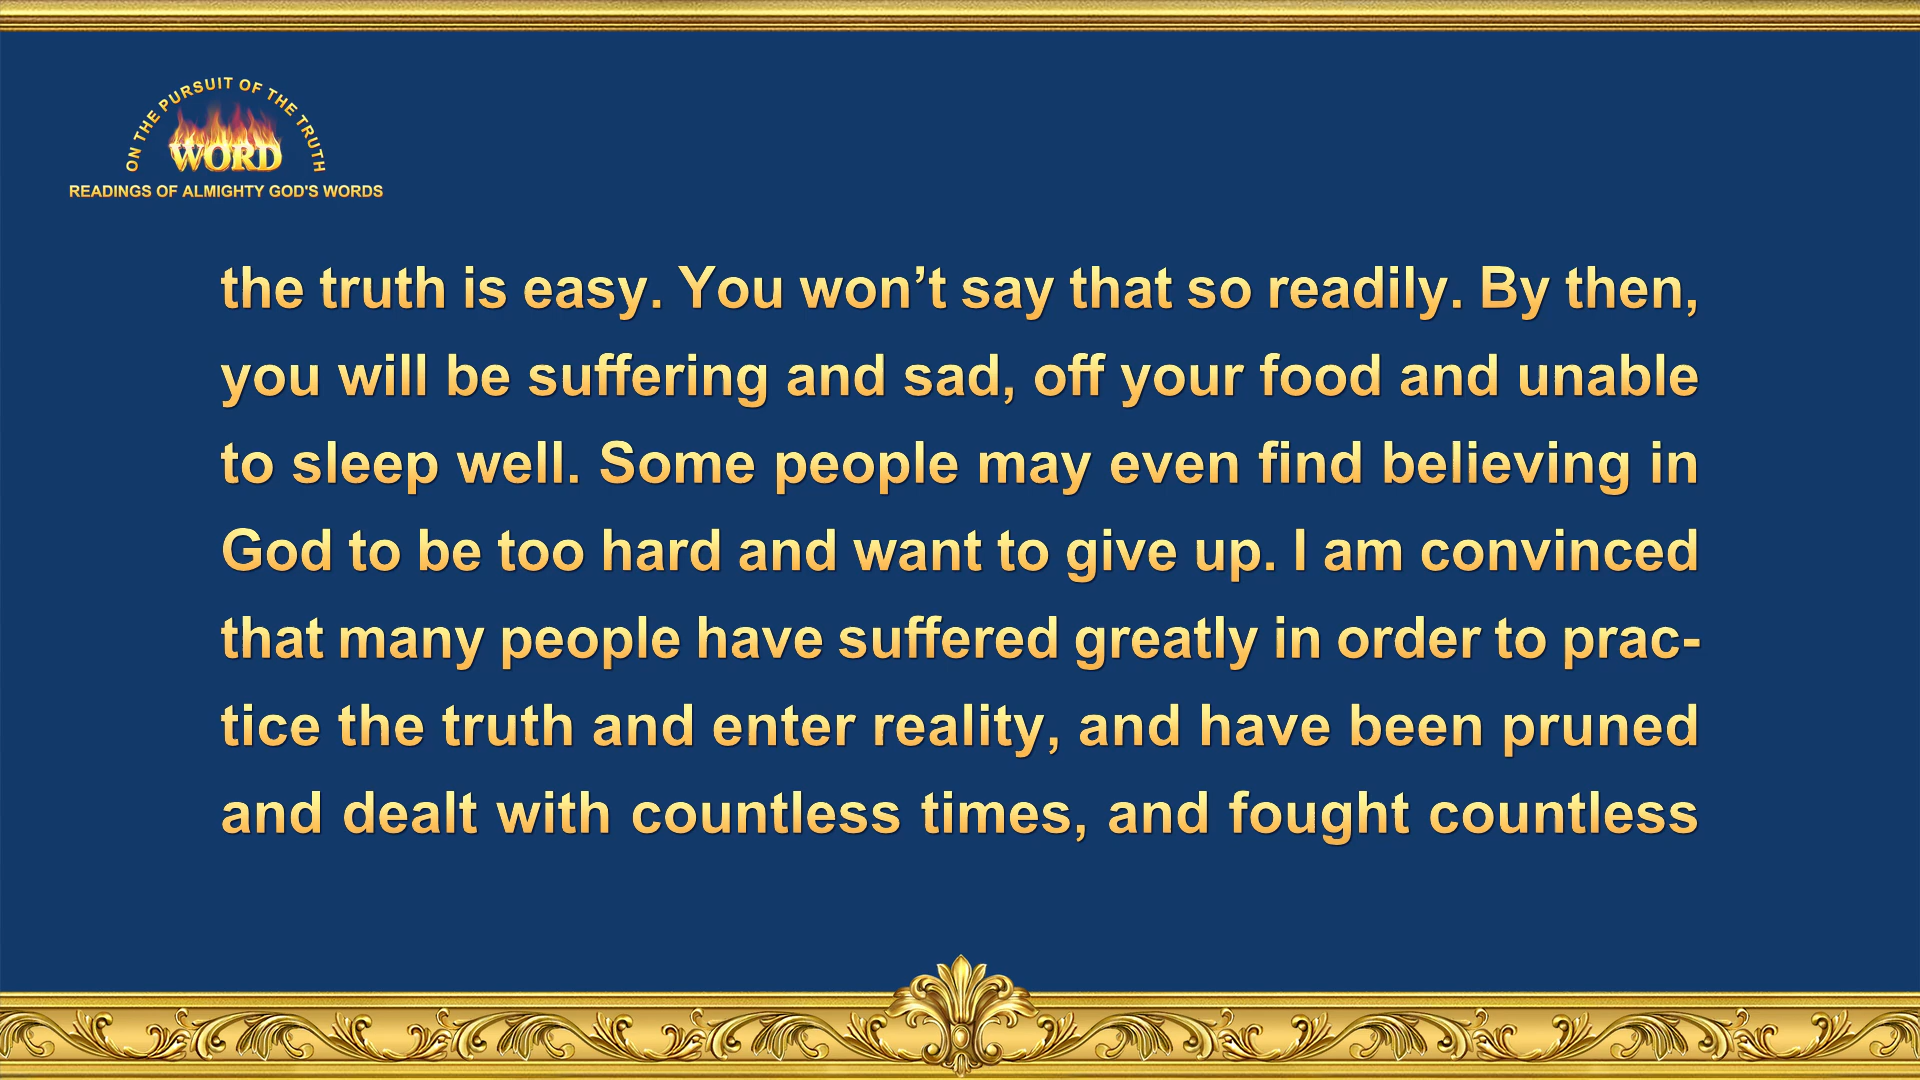 ON THE PURSUIT OF THE TRUTH
WORD
READINGS OF ALMIGHTY GOD'S WORDS
the truth is easy. You won’t say that so readily. By then,
you will be suffering and sad, off your food and unable
to sleep well. Some people may even find believing in
God to be too hard and want to give up. I am convinced
that many people have suffered greatly in order to prac-
tice the truth and enter reality, and have been pruned
and dealt with countless times, and fought countless